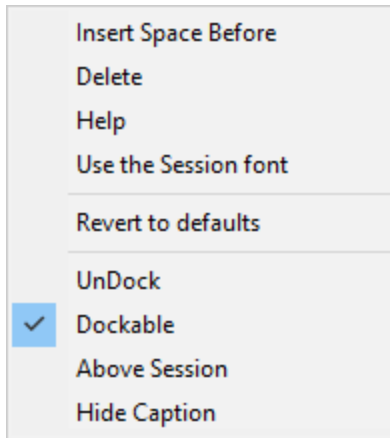 Insert Space Before
Delete
Help
Use the Session font
Revert to defaults
UnDock
Dockable
Above Session
Hide Caption